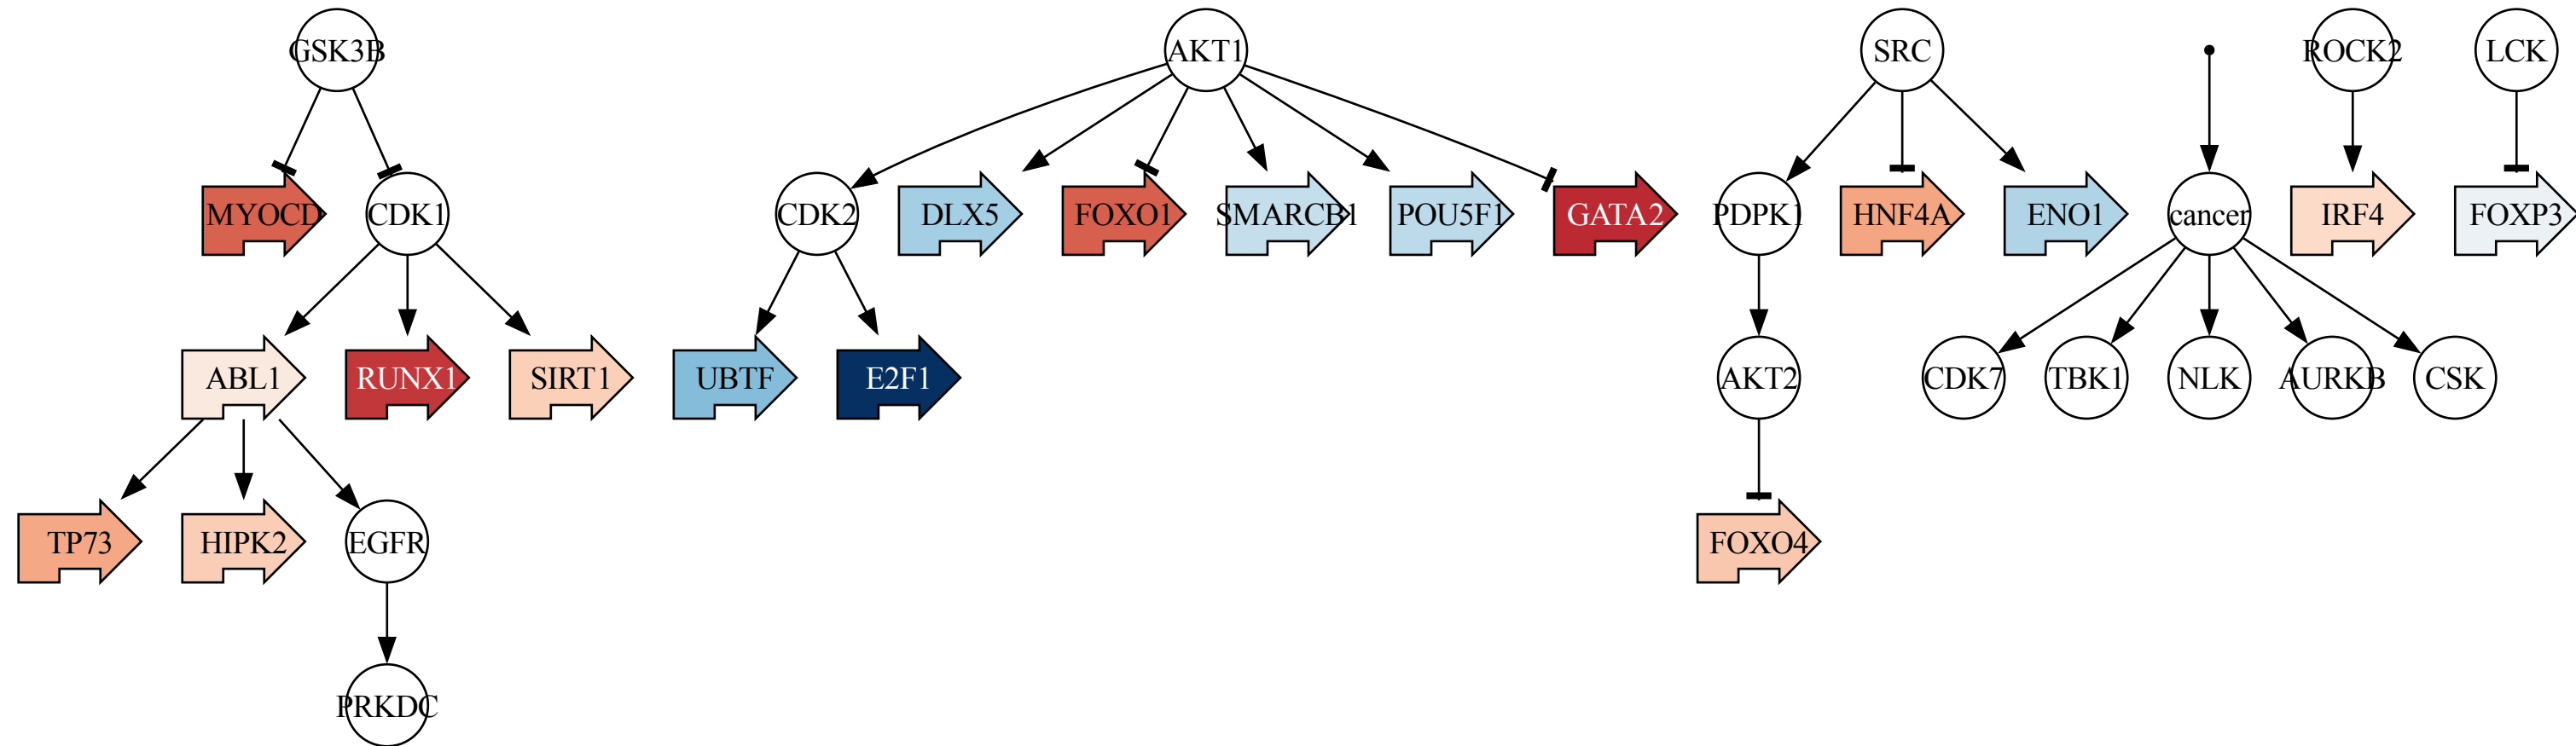 GSK3B
AKT1
SRC
ROCK2
LCK
MYOCD
CDK1
CDK2
DLX5
FOXO1
SMARCB1
POU5F1
GATA2
PDPK1
HNF4A
ENO1
cancer
IRF4
FOXP3
ABL1
RUNX1
SIRT1
UBTF
E2F1
AKT2
CDK7
TBK1
NLK
AURKB
CSK
TP73
HIPK2
EGFR
FOXO4
PRKDC